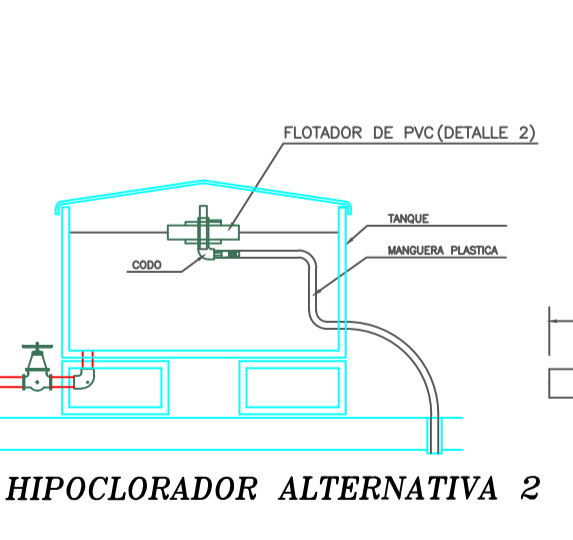 FLOTADOR DE PVC(DETALLE 2)
TANQUE
MANGUERA PLASTICA
CODO
HIPOCLORADOR ALTERNATIVA 2